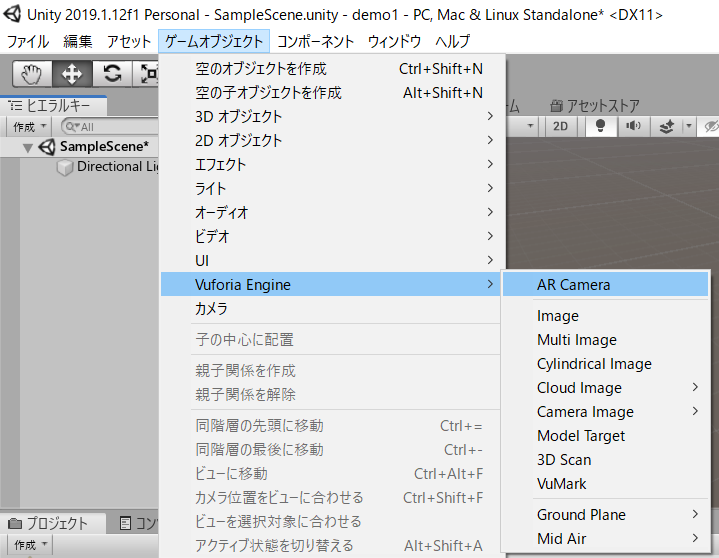 Unity 2019.1.12f1 Personal - SampleScene.unity - demo1 - PC, Mac & Linux Standalone* <DX11>
ファイル 編集 アセット ゲームオブジェクト コンポーネント ウィンドウ ヘルプ
空のオブジェクトを作成 Ctrl+Shift+N
空の子オブジェクトを作成 Alt+Shift+N
3D オブジェクト
2D オブジェクト
エフェクト
ライト
オーディオ
ビデオ
UI
Vuforia Engine
カメラ
子の中心に配置
親子関係を作成
親子関係を解除
同階層の先頭に移動 Ctrl+=
同階層の最後に移動 Ctrl+-
ビューに移動 Ctrl+Alt+F
カメラ位置をビューに合わせる Ctrl+Shift+F
ビューを選択対象に合わせる
アクティブ状態を切り替える Alt+Shift+A
AR Camera
Image
Multi Image
Cylindrical Image
Cloud Image
Camera Image
Model Target
3D Scan
VuMark
Ground Plane
Mid Air
ヒエラルキー
作成 All
SampleScene*
Directional Li
ーム アセットストア
2D
プロジェクト コン
作成